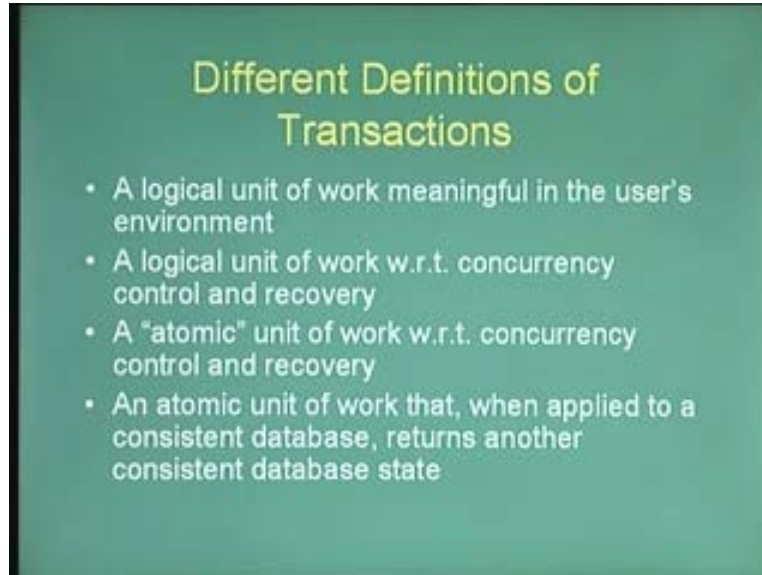 Different Definitions of
Transactions
• A logical unit of work meaningful in the user's
environment
• A logical unit of work w.r.t. concurrency
control and recovery
• A "atomic" unit of work w.r.t. concurrency
control and recovery
• An atomic unit of work that, when applied to a
consistent database, returns another
consistent database state